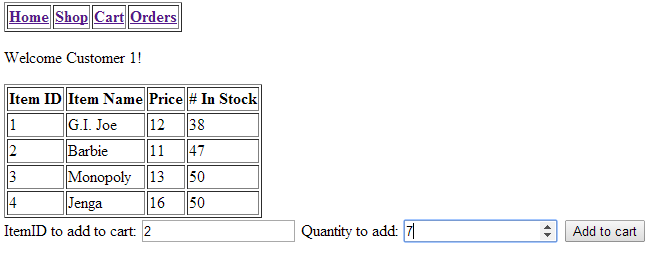 Home Shop Cart Orders
Welcome Customer 1!
Item ID Item Name Price # In Stock
1 G.I. Joe 12 38
2 Barbie 11 47
3 Monopoly 13 50
4 Jenga 16 50
ItemID to add to cart: 2 Quantity to add: 7 Add to cart